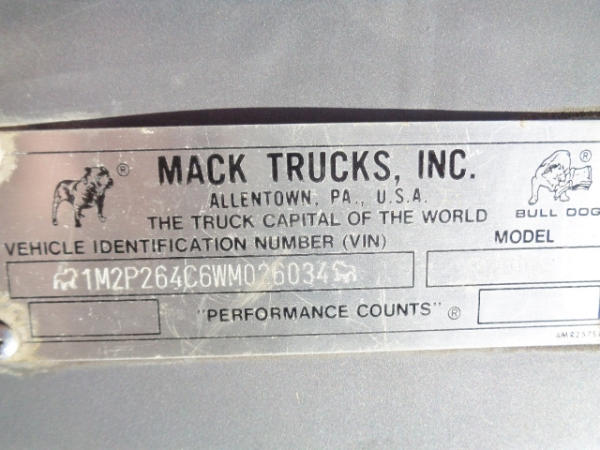 MACK TRUCKS, INC.
ALLENTOWN, PA., U.S.A.
THE TRUCK CAPITAL OF THE WORLD
® ®
BULL DOG
VEHICLE IDENTIFICATION NUMBER (VIN) MODEL
1M2P264C6WM026034
"PERFORMANCE COUNTS" ®